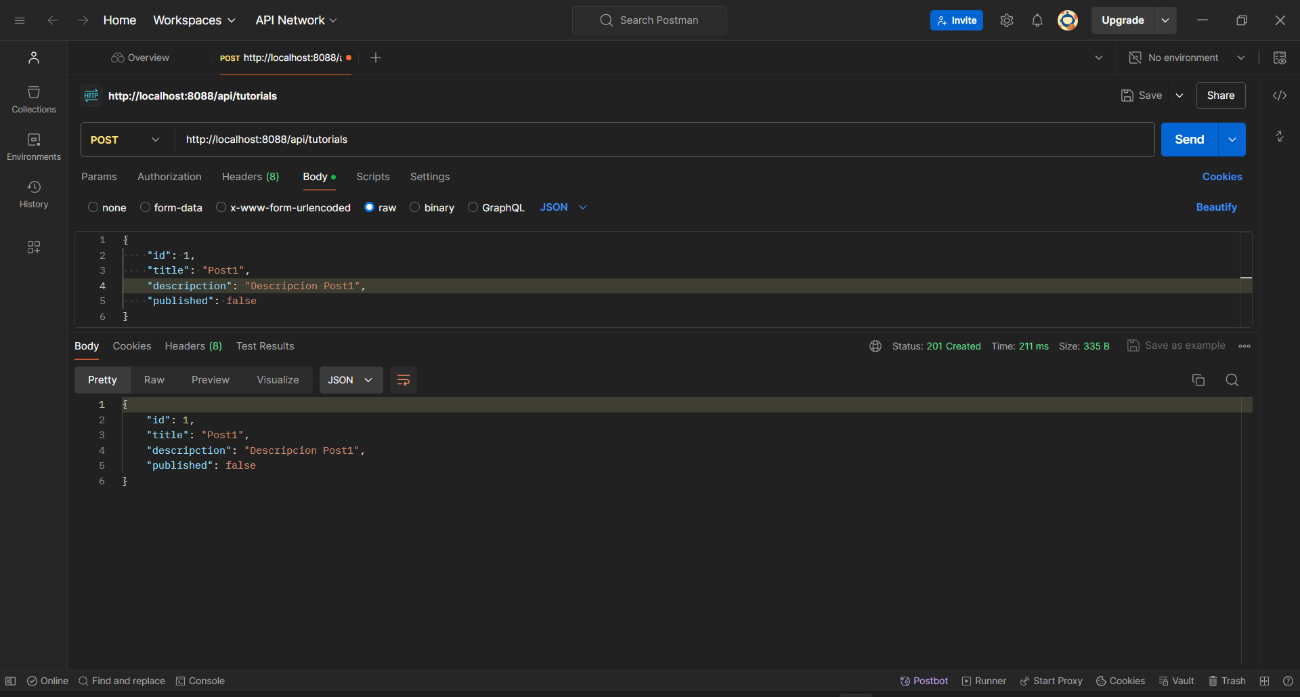 Home Workspaces API Network Search Postman Invite Upgrade
Overview POST http://localhost:8088/a No environment
HTTP http://localhost:8088/api/tutorials Save Share
Collections
POST http://localhost:8088/api/tutorials Send
Environments
Params Authorization Headers (8) Body Scripts Settings Cookies
History
none form-data x-www-form-urlencoded raw binary GraphQL JSON Beautify
1 {
2 "id": 1,
3 "title": "Post1",
4 "descripction": "Descripcion Post1",
5 "published": false
6 }
Body Cookies Headers (8) Test Results Status: 201 Created Time: 211 ms Size: 335 B Save as example
Pretty Raw Preview Visualize JSON
1 {
2 "id": 1,
3 "title": "Post1",
4 "descripction": "Descripcion Post1",
5 "published": false
6 }
Online Find and replace Console Postbot Runner Start Proxy Cookies Vault Trash